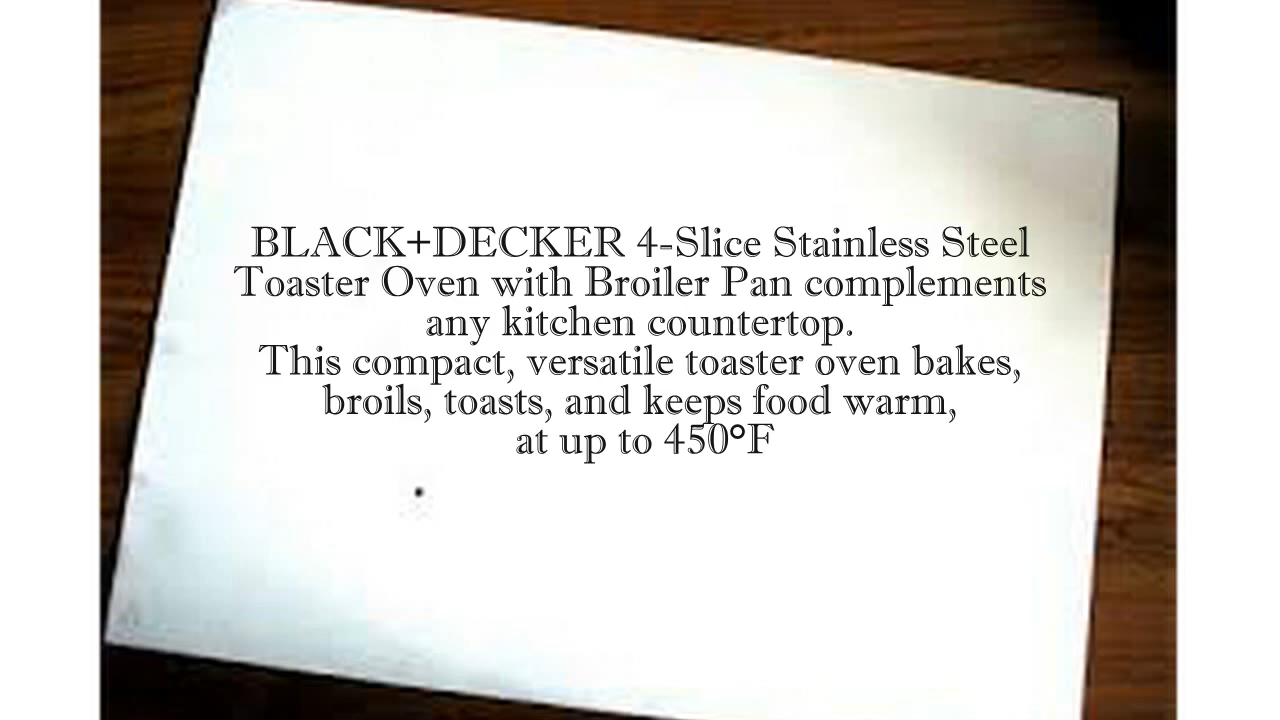 BLACK+DECKER 4-Slice Stainless Steel
Toaster Oven with Broiler Pan complements
any kitchen countertop.
This compact, versatile toaster oven bakes,
broils, toasts, and keeps food warm,
at up to 450°F